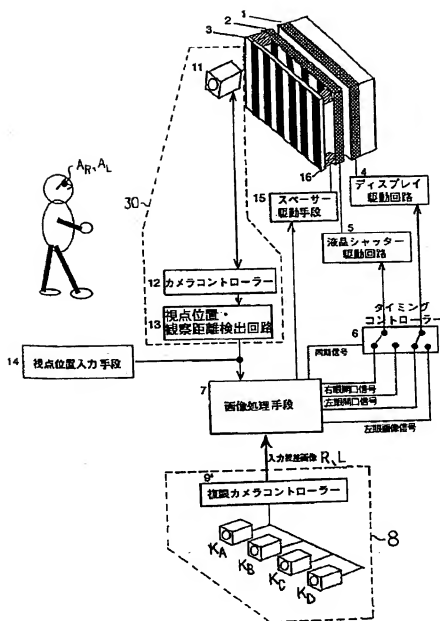 1
2
3
11
A_R、A_L
30
16
4
ディスプレイ
駆動回路
15
スペーサー
駆動手段
5
液晶シャッター
駆動回路
12
カメラコントローラー
13
視点位置・
観察距離検出回路
タイミング
コントローラー
6
14
視点位置入力手段
同期信号
7
画像処理手段
右眼開口信号
左眼開口信号
左眼画像信号
入力視差画像 R、L
9'
複眼カメラコントローラー
8
K_A
K_B
K_C
K_D